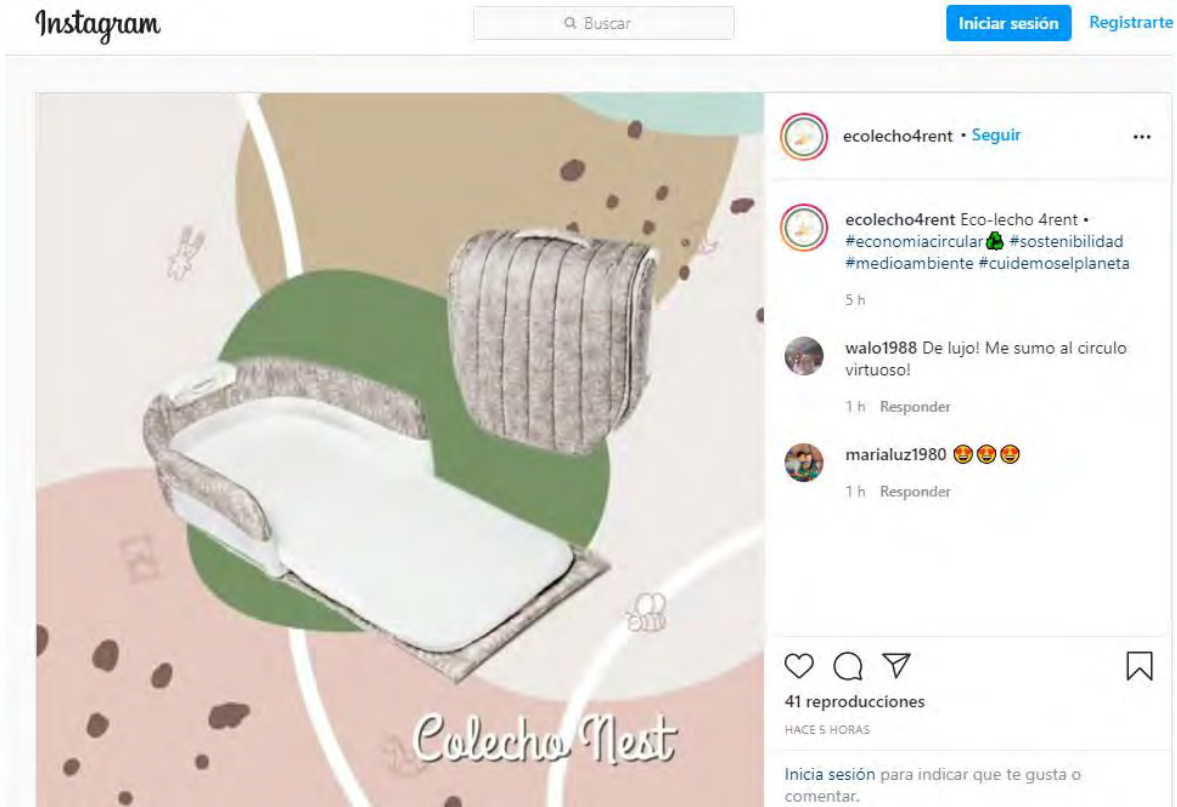 Instagram
Buscar
Iniciar sesión
Registrarte
ecolecho4rent • Seguir
ecolecho4rent Eco-lecho 4rent •
#economiacircular♻ #sostenibilidad
#medioambiente #cuidemoselplaneta
5 h
walo1988 De lujo! Me sumo al circulo
virtuoso!
1 h Responder
marialuz1980 😍😍😍
1 h Responder
Colecho Nest
41 reproducciones
HACE 5 HORAS
Inicia sesión para indicar que te gusta o
comentar.